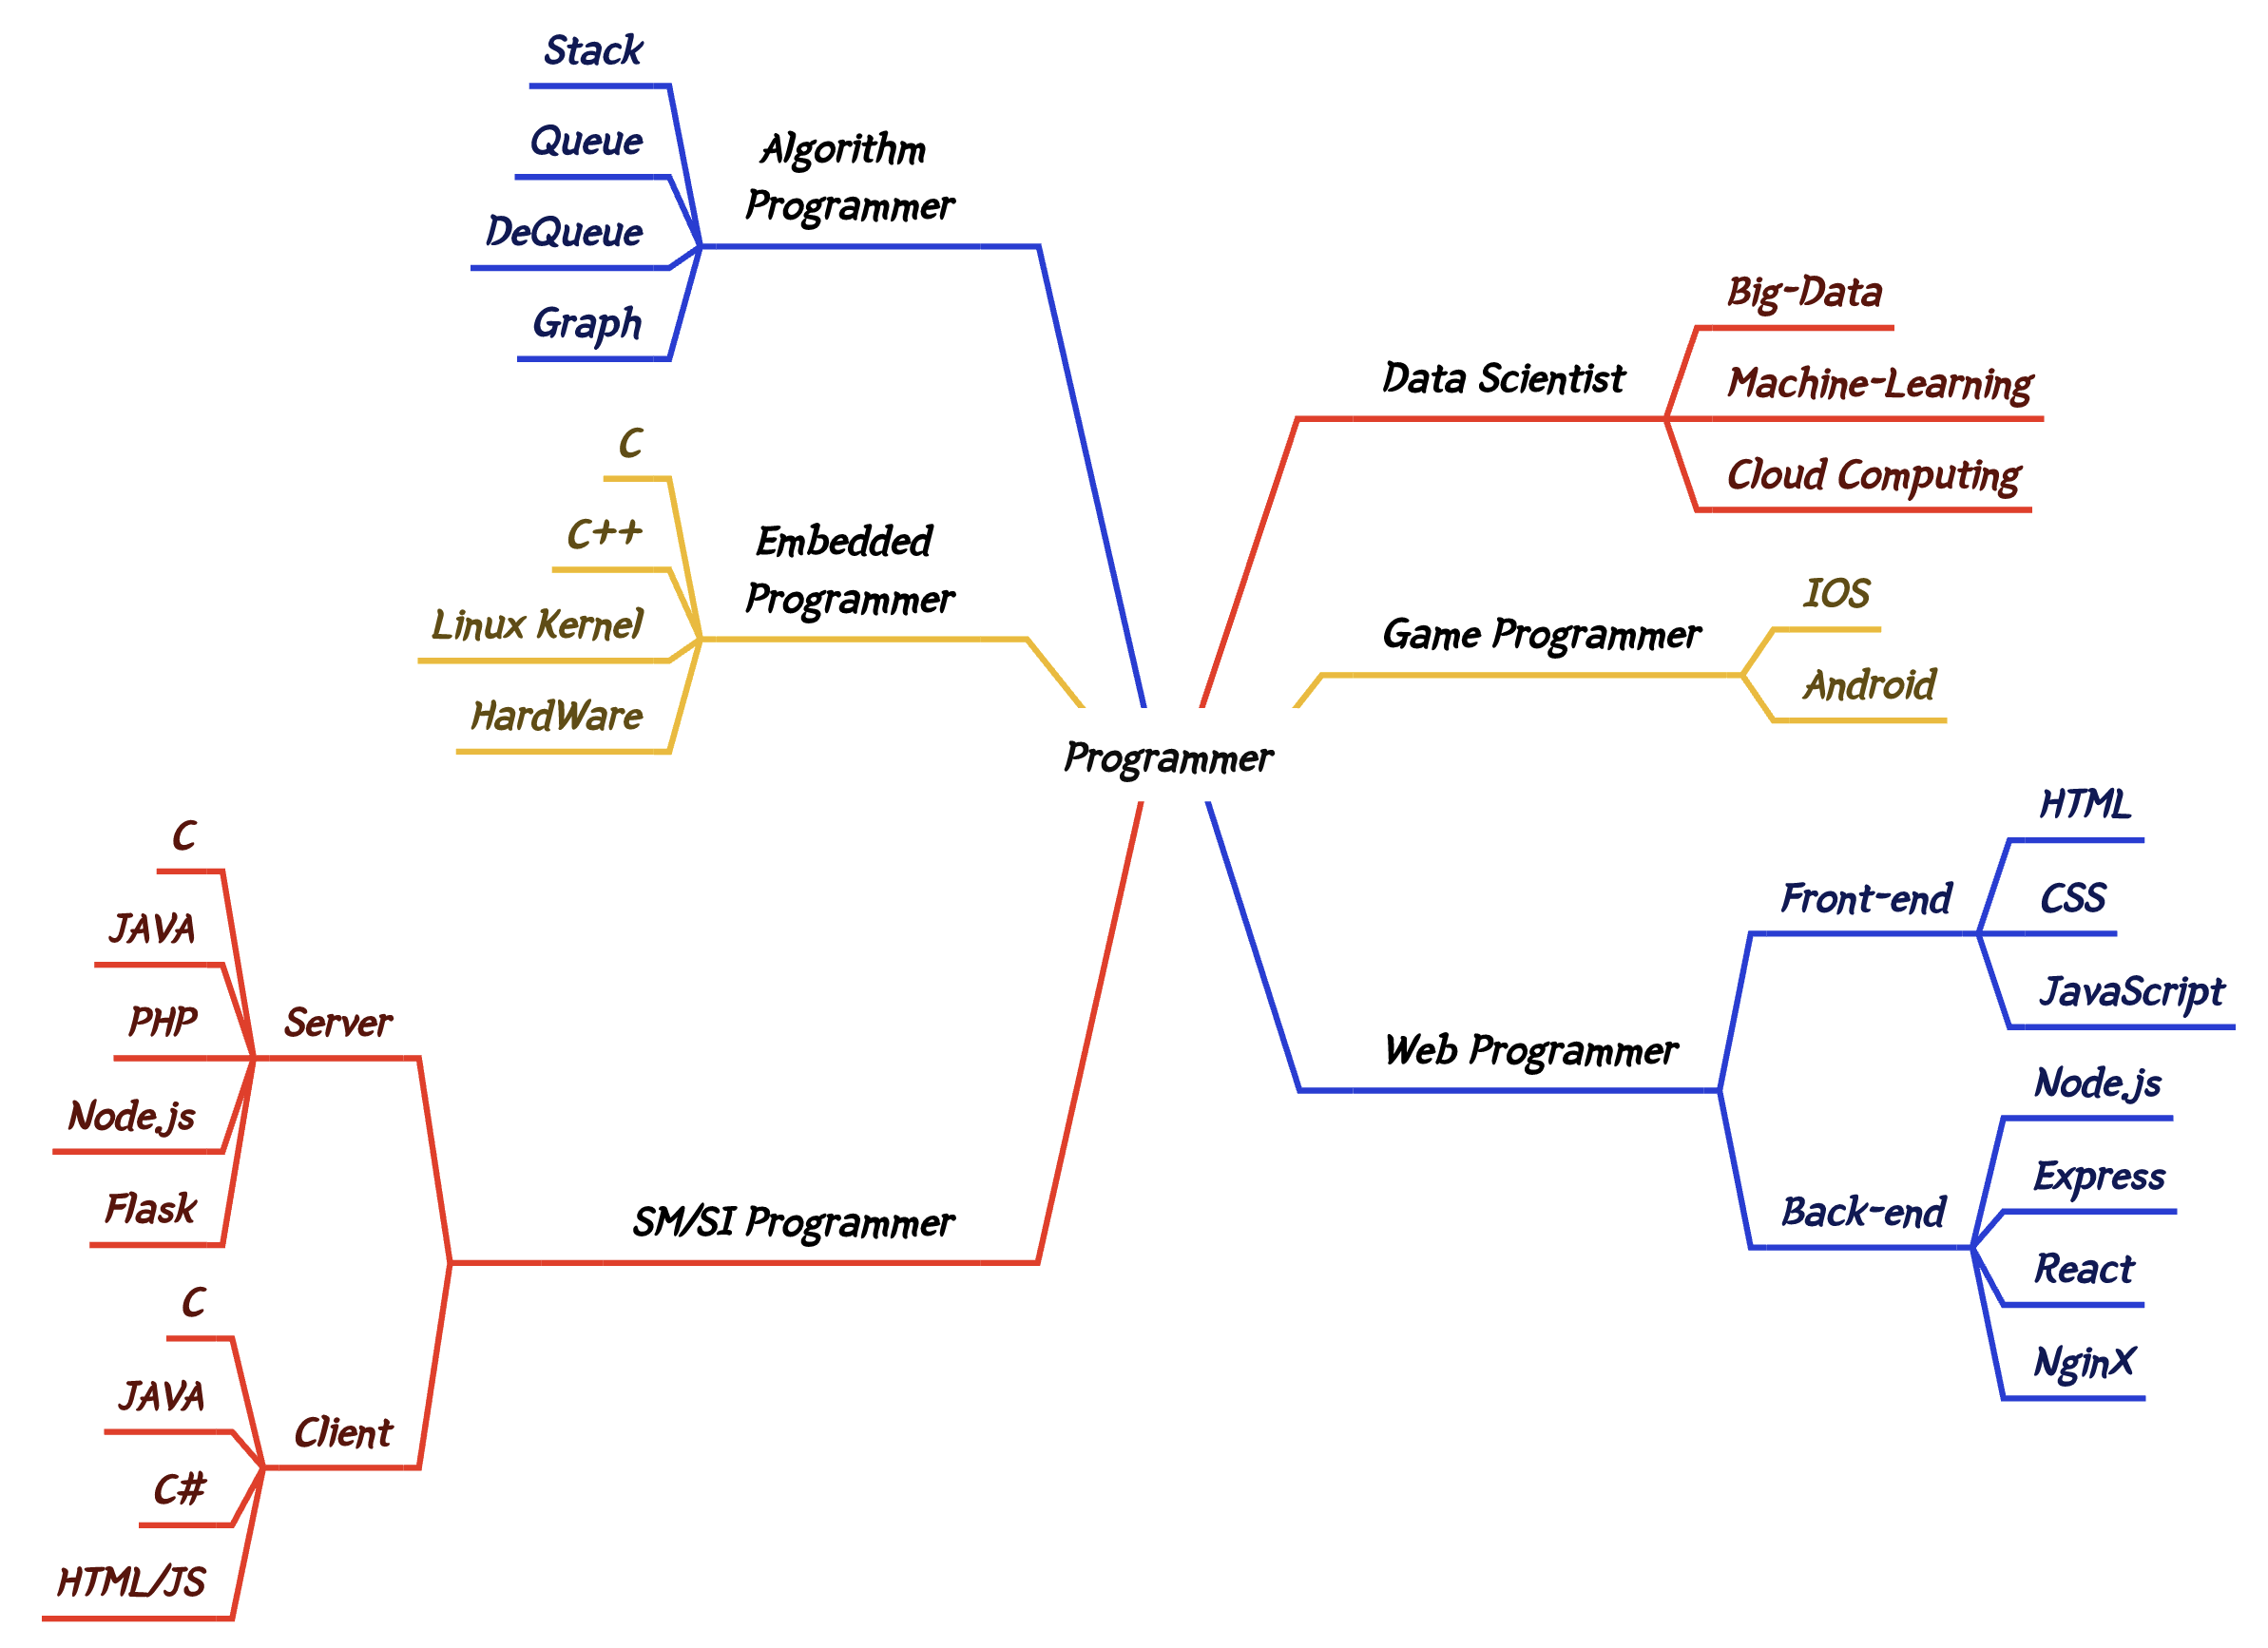 Stack
Queue
DeQueue
Graph
Algorithm
Programmer
C
C++
Linux Kernel
HardWare
Embedded
Programmer
C
JAVA
PHP
Node.js
Flask
Server
C
JAVA
C#
HTML/JS
Client
SM/SI Programmer
Programmer
Data Scientist
Big-Data
Machine-Learning
Cloud Computing
Game Programmer
IOS
Android
Web Programmer
Front-end
HTML
CSS
JavaScript
Back-end
Node.js
Express
React
NginX